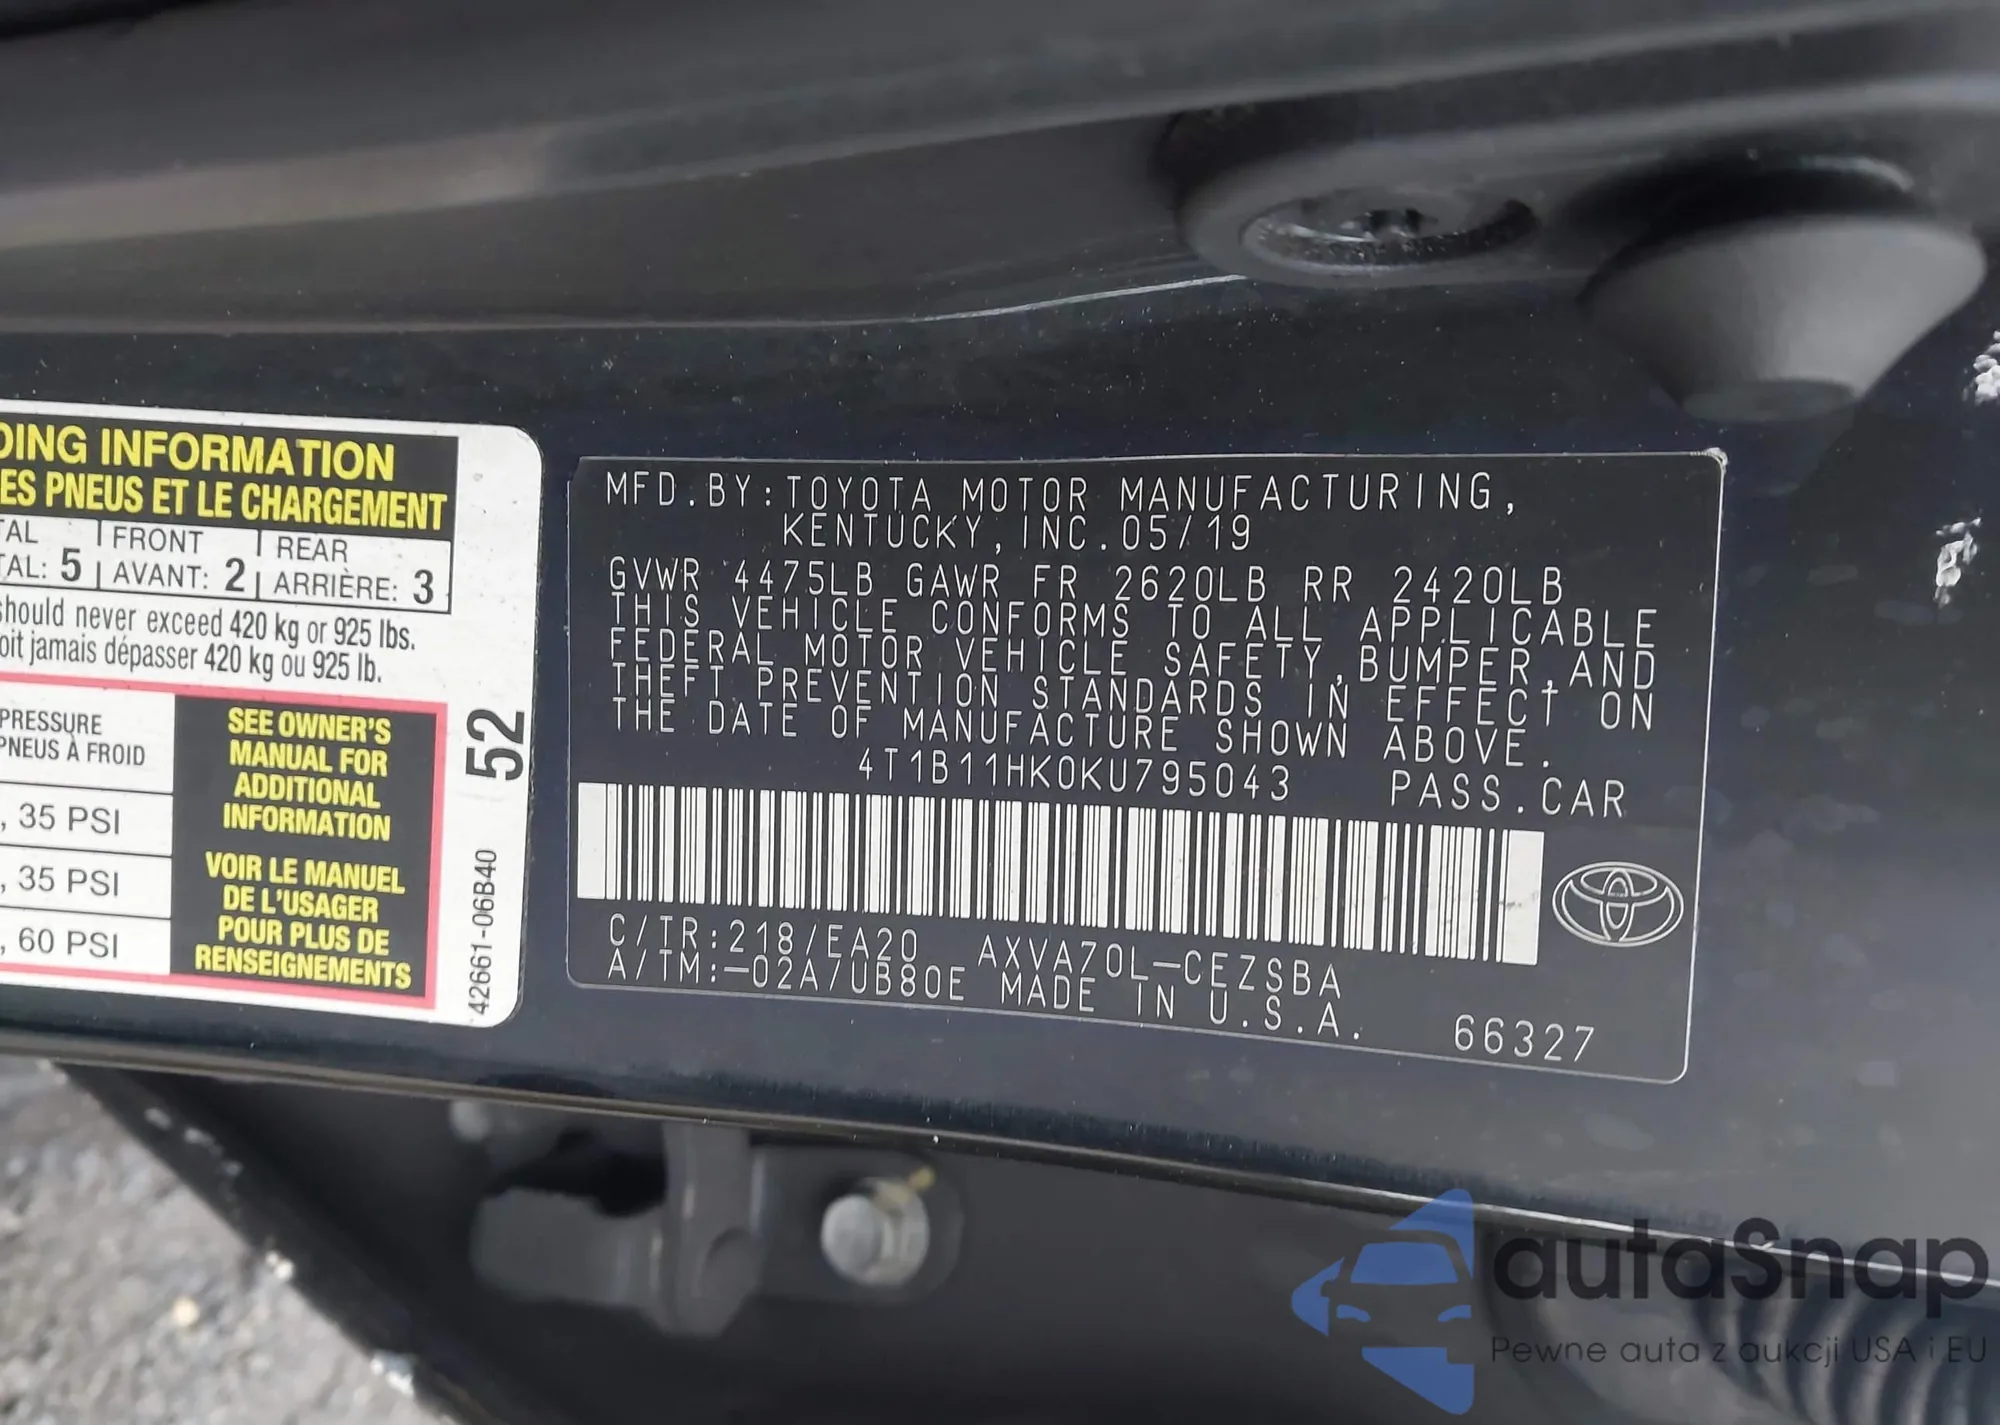 DING INFORMATION
ES PNEUS ET LE CHARGEMENT
TAL FRONT REAR
TAL: 5 AVANT: 2 ARRIÈRE: 3
should never exceed 420 kg or 925 lbs.
oit jamais dépasser 420 kg ou 925 lb.
PRESSURE
PNEUS À FROID
, 35 PSI
, 35 PSI
, 60 PSI
SEE OWNER'S
MANUAL FOR
ADDITIONAL
INFORMATION
VOIR LE MANUEL
DE L'USAGER
POUR PLUS DE
RENSEIGNEMENTS
42661-06B40 52
MFD.BY:TOYOTA MOTOR MANUFACTURING,
KENTUCKY, INC. 05/19
GVWR 4475LB GAWR FR 2620LB RR 2420LB
THIS VEHICLE CONFORMS TO ALL APPLICABLE
FEDERAL MOTOR VEHICLE SAFETY, BUMPER, AND
THEFT PREVENTION STANDARDS IN EFFECT ON
THE DATE OF MANUFACTURE SHOWN ABOVE.
4T1B11HK0KU795043 PASS.CAR
C/TR:218/EA20 AXVA70L-CEZSBA
A/TM:-02A/UB80E MADE IN U.S.A.
66327
autaSnap
Pewne auta z aukcji USA i EU